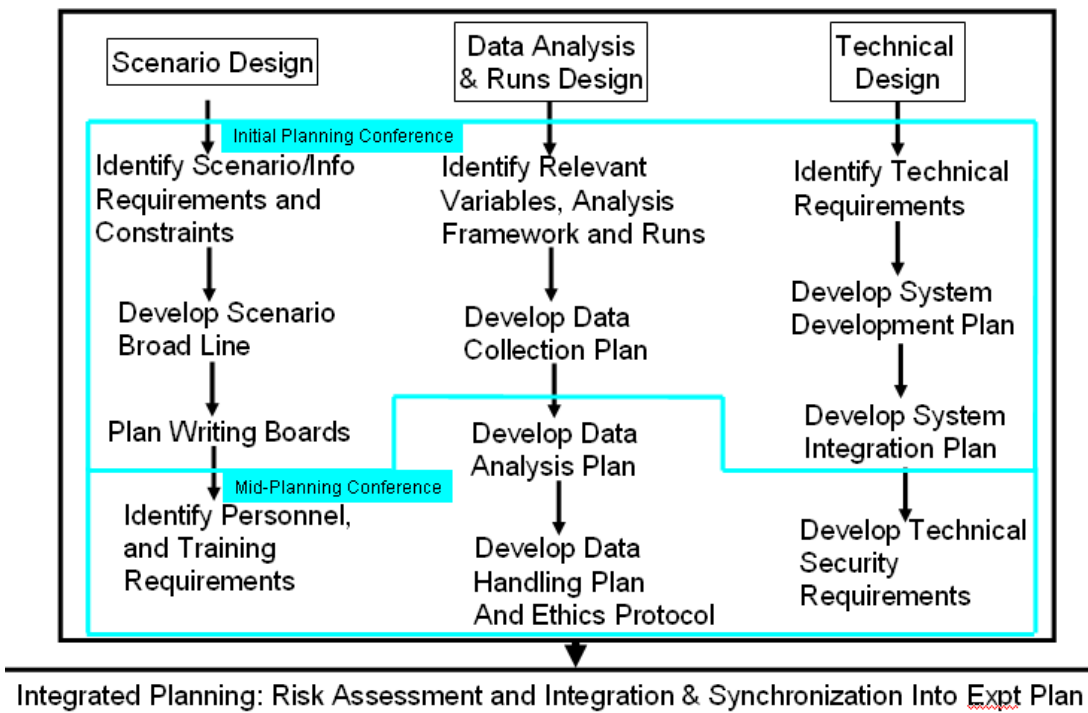 Scenario Design
Data Analysis
& Runs Design
Technical
Design
Initial Planning Conference
Identify Scenario/Info
Requirements and
Constraints
Identify Relevant
Variables, Analysis
Framework and Runs
Identify Technical
Requirements
Develop Scenario
Broad Line
Develop Data
Collection Plan
Develop System
Development Plan
Plan Writing Boards
Develop Data
Analysis Plan
Develop System
Integration Plan
Mid-Planning Conference
Identify Personnel,
and Training
Requirements
Develop Data
Handling Plan
And Ethics Protocol
Develop Technical
Security
Requirements
Integrated Planning: Risk Assessment and Integration & Synchronization Into Expt Plan